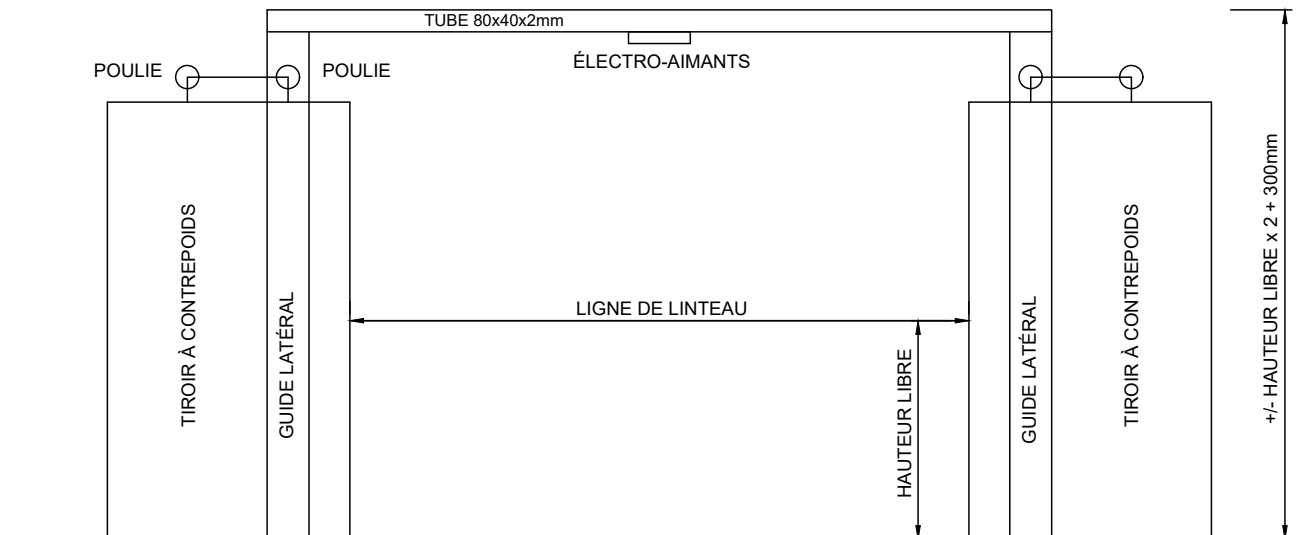 TUBE 80x40x2mm
POULIE
POULIE
ÉLECTRO-AIMANTS
TIROIR À CONTREPOIDS
GUIDE LATÉRAL
LIGNE DE LINTEAU
HAUTEUR LIBRE
GUIDE LATÉRAL
TIROIR À CONTREPOIDS
+/- HAUTEUR LIBRE x 2 + 300mm